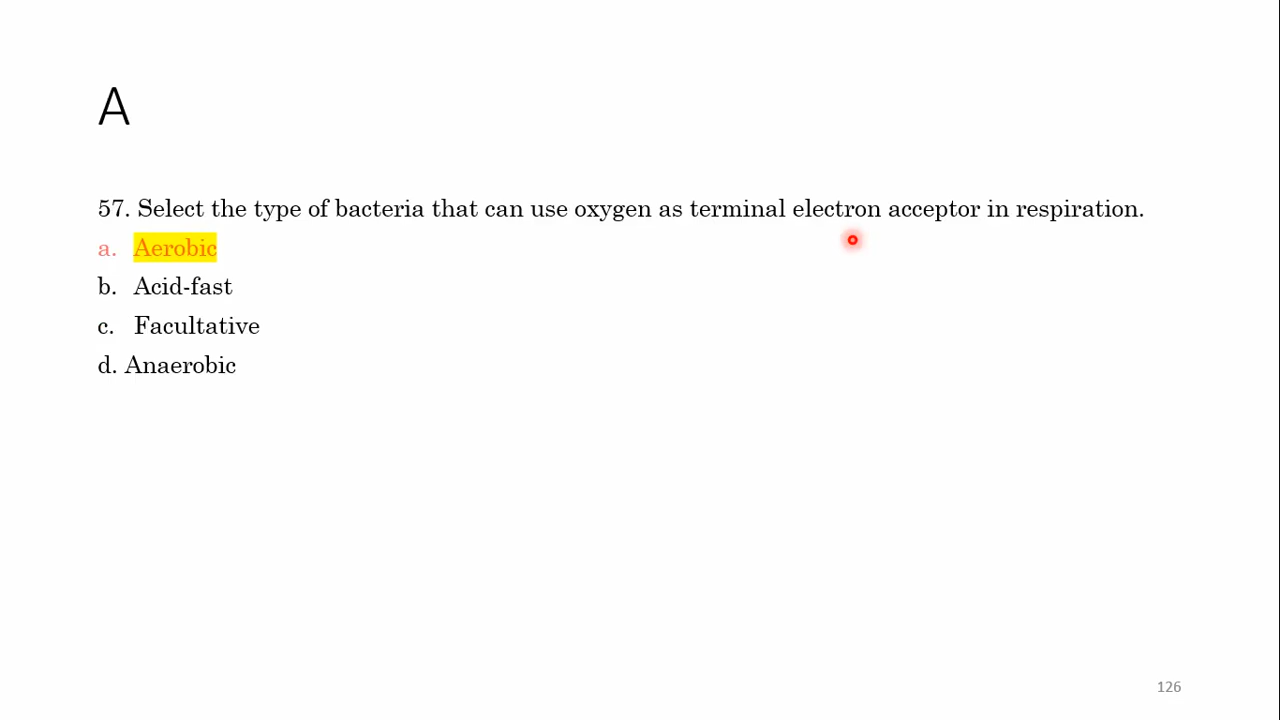 A
57. Select the type of bacteria that can use oxygen as terminal electron acceptor in respiration.
a. Aerobic
b. Acid-fast
c. Facultative
d. Anaerobic
126